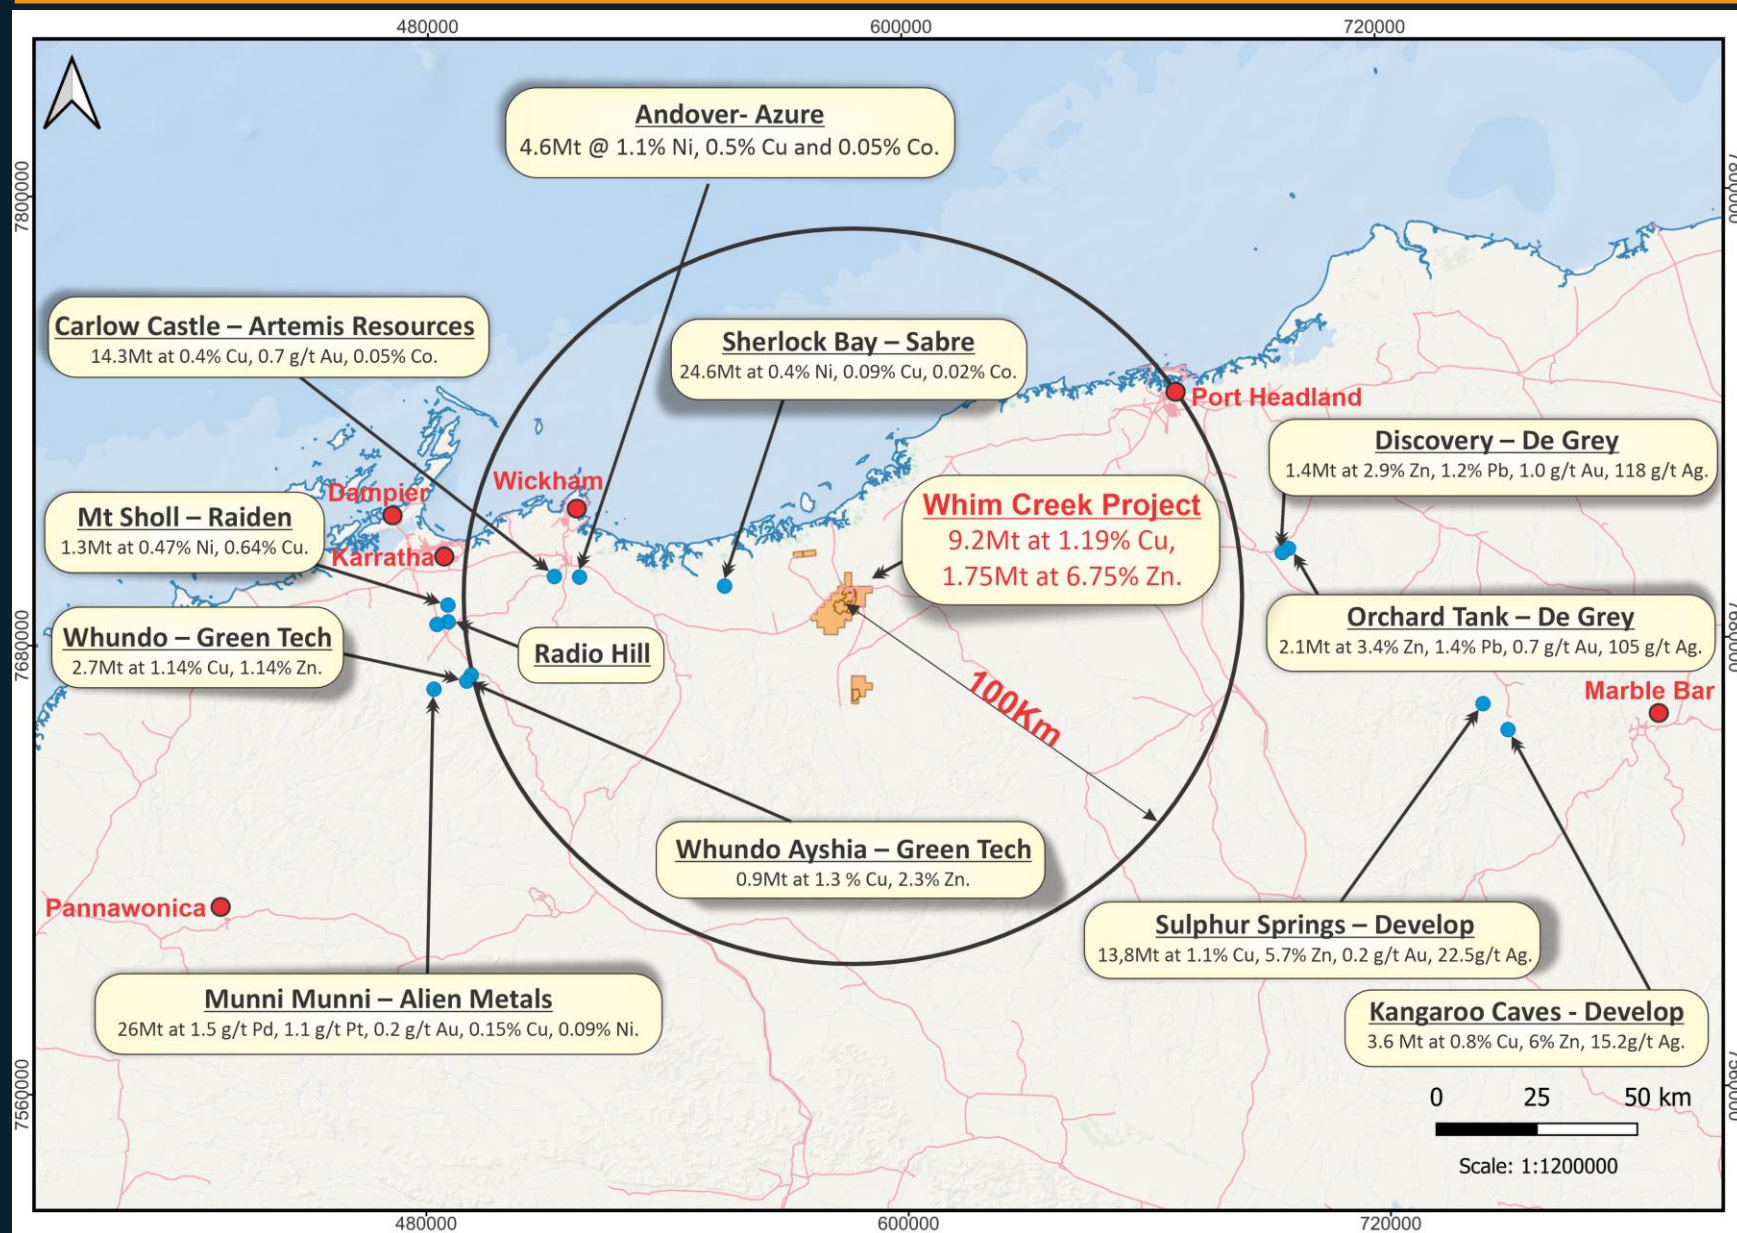 480000
600000
720000
7800000
7800000
Andover- Azure
4.6Mt @ 1.1% Ni, 0.5% Cu and 0.05% Co.
Carlow Castle – Artemis Resources
14.3Mt at 0.4% Cu, 0.7 g/t Au, 0.05% Co.
Sherlock Bay – Sabre
24.6Mt at 0.4% Ni, 0.09% Cu, 0.02% Co.
Port Headland
Discovery – De Grey
1.4Mt at 2.9% Zn, 1.2% Pb, 1.0 g/t Au, 118 g/t Ag.
Wickham
Dampier
Whim Creek Project
9.2Mt at 1.19% Cu,
1.75Mt at 6.75% Zn.
Mt Sholl – Raiden
1.3Mt at 0.47% Ni, 0.64% Cu.
Karratha
Orchard Tank – De Grey
2.1Mt at 3.4% Zn, 1.4% Pb, 0.7 g/t Au, 105 g/t Ag.
7680000
7680000
Whundo – Green Tech
2.7Mt at 1.14% Cu, 1.14% Zn.
Radio Hill
Marble Bar
100Km
Whundo Ayshia – Green Tech
0.9Mt at 1.3 % Cu, 2.3% Zn.
Pannawonica
Sulphur Springs – Develop
13,8Mt at 1.1% Cu, 5.7% Zn, 0.2 g/t Au, 22.5g/t Ag.
Munni Munni – Alien Metals
26Mt at 1.5 g/t Pd, 1.1 g/t Pt, 0.2 g/t Au, 0.15% Cu, 0.09% Ni.
Kangaroo Caves - Develop
3.6 Mt at 0.8% Cu, 6% Zn, 15.2g/t Ag.
7560000
7560000
0 25 50 km
Scale: 1:1200000
480000
600000
720000